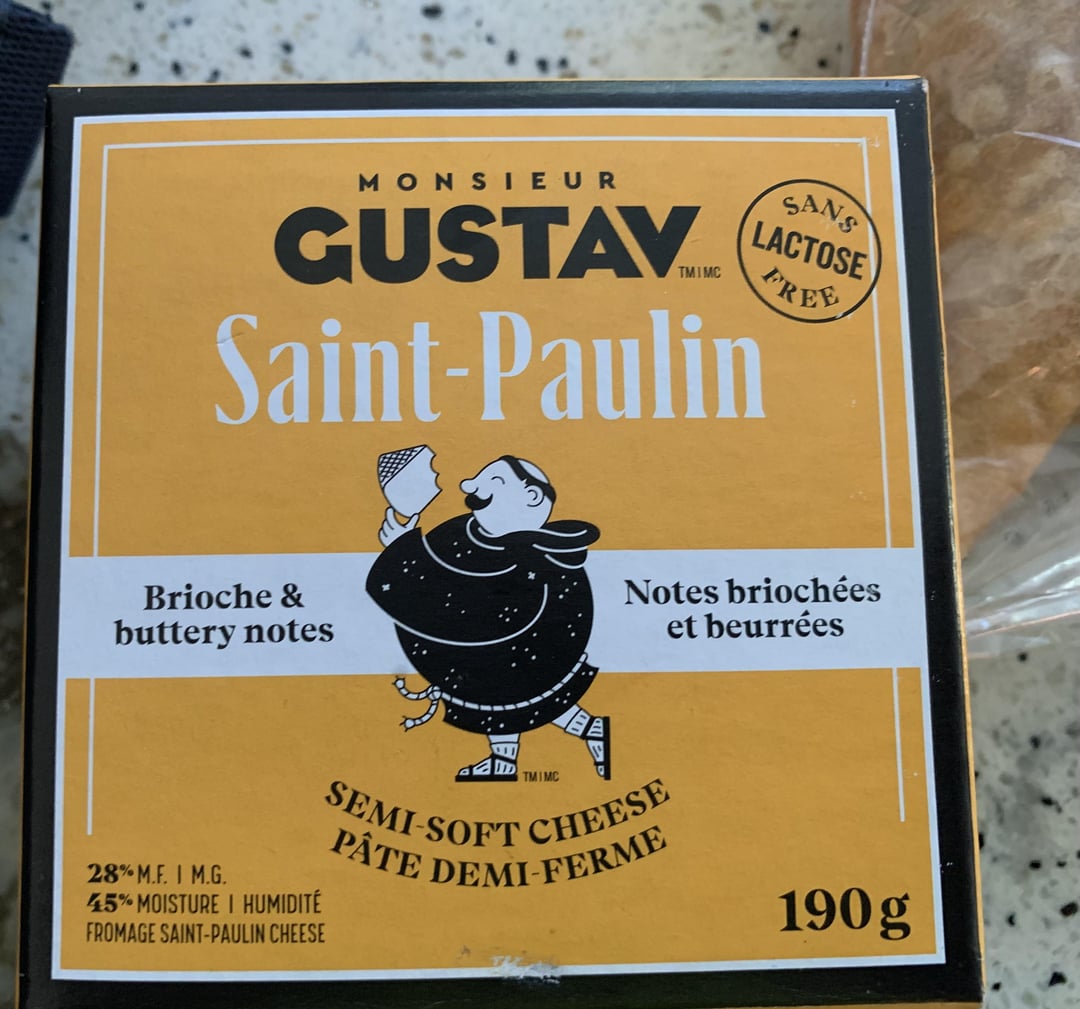 MONSIEUR
GUSTAV
TM|MC
SANS
LACTOSE
FREE
Saint-Paulin
Brioche &
buttery notes
Notes briochées
et beurrées
TM|MC
SEMI-SOFT CHEESE
PÂTE DEMI-FERME
28% M.F. | M.G.
45% MOISTURE | HUMIDITÉ
FROMAGE SAINT-PAULIN CHEESE
190 g